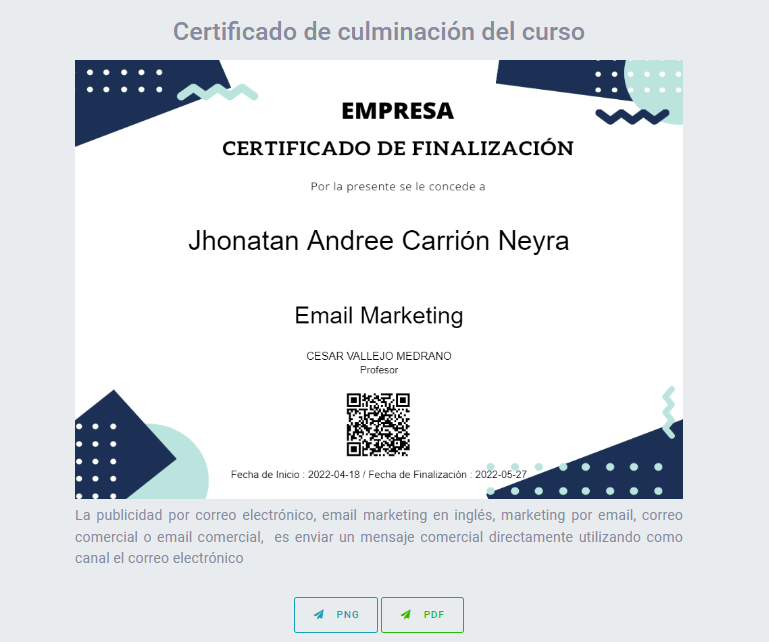 Certificado de culminación del curso
EMPRESA
CERTIFICADO DE FINALIZACIÓN
Por la presente se le concede a
Jhonatan Andree Carrión Neyra
Email Marketing
CESAR VALLEJO MEDRANO
Profesor
Fecha de Inicio : 2022-04-18 / Fecha de Finalización : 2022-05-27
La publicidad por correo electrónico, email marketing en inglés, marketing por email, correo
comercial o email comercial, es enviar un mensaje comercial directamente utilizando como
canal el correo electrónico
PNG PDF